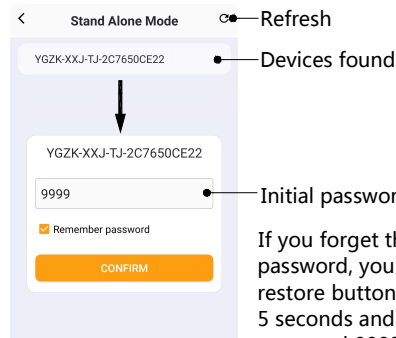 Stand Alone Mode
Refresh
YGZK-XXJ-TJ-2C7650CE22
Devices found
YGZK-XXJ-TJ-2C7650CE22
9999
Initial passwor
Remember password
CONFIRM
If you forget th
password, you
restore button
5 seconds and